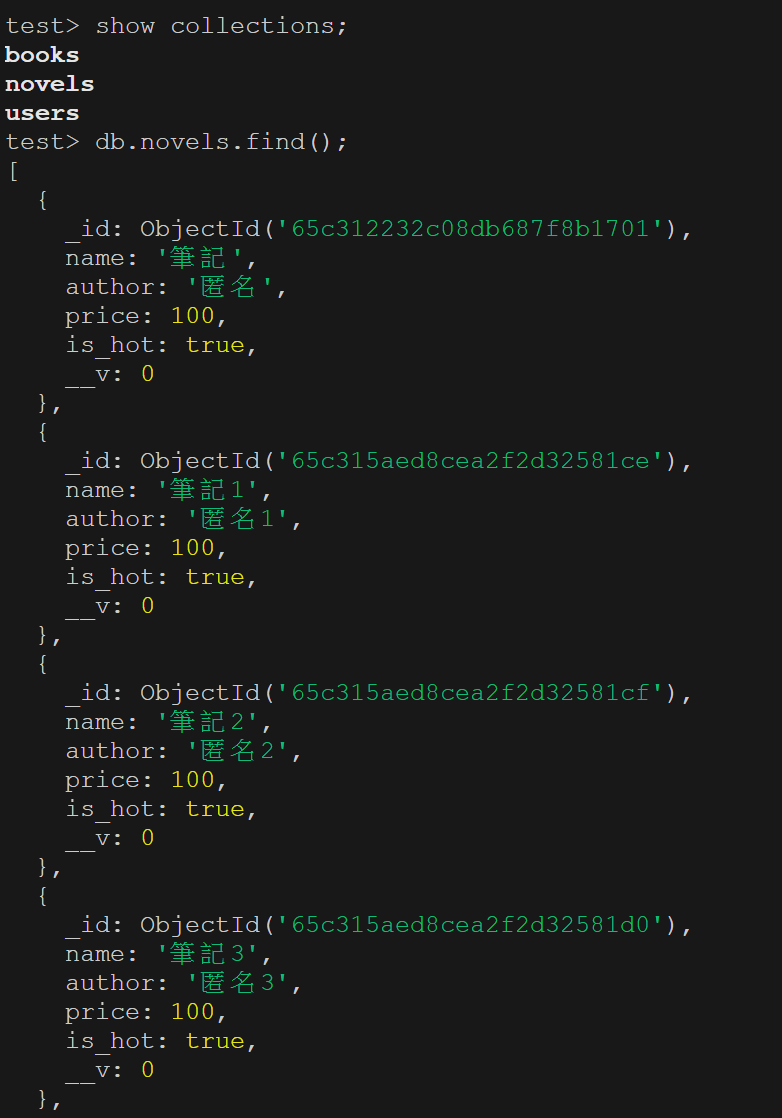 test> show collections;
books
novels
users
test> db.novels.find();
[
  {
    _id: ObjectId('65c312232c08db687f8b1701'),
    name: '筆記',
    author: '匿名',
    price: 100,
    is_hot: true,
    __v: 0
  },
  {
    _id: ObjectId('65c315aed8cea2f2d32581ce'),
    name: '筆記1',
    author: '匿名1',
    price: 100,
    is_hot: true,
    __v: 0
  },
  {
    _id: ObjectId('65c315aed8cea2f2d32581cf'),
    name: '筆記2',
    author: '匿名2',
    price: 100,
    is_hot: true,
    __v: 0
  },
  {
    _id: ObjectId('65c315aed8cea2f2d32581d0'),
    name: '筆記3',
    author: '匿名3',
    price: 100,
    is_hot: true,
    __v: 0
  },